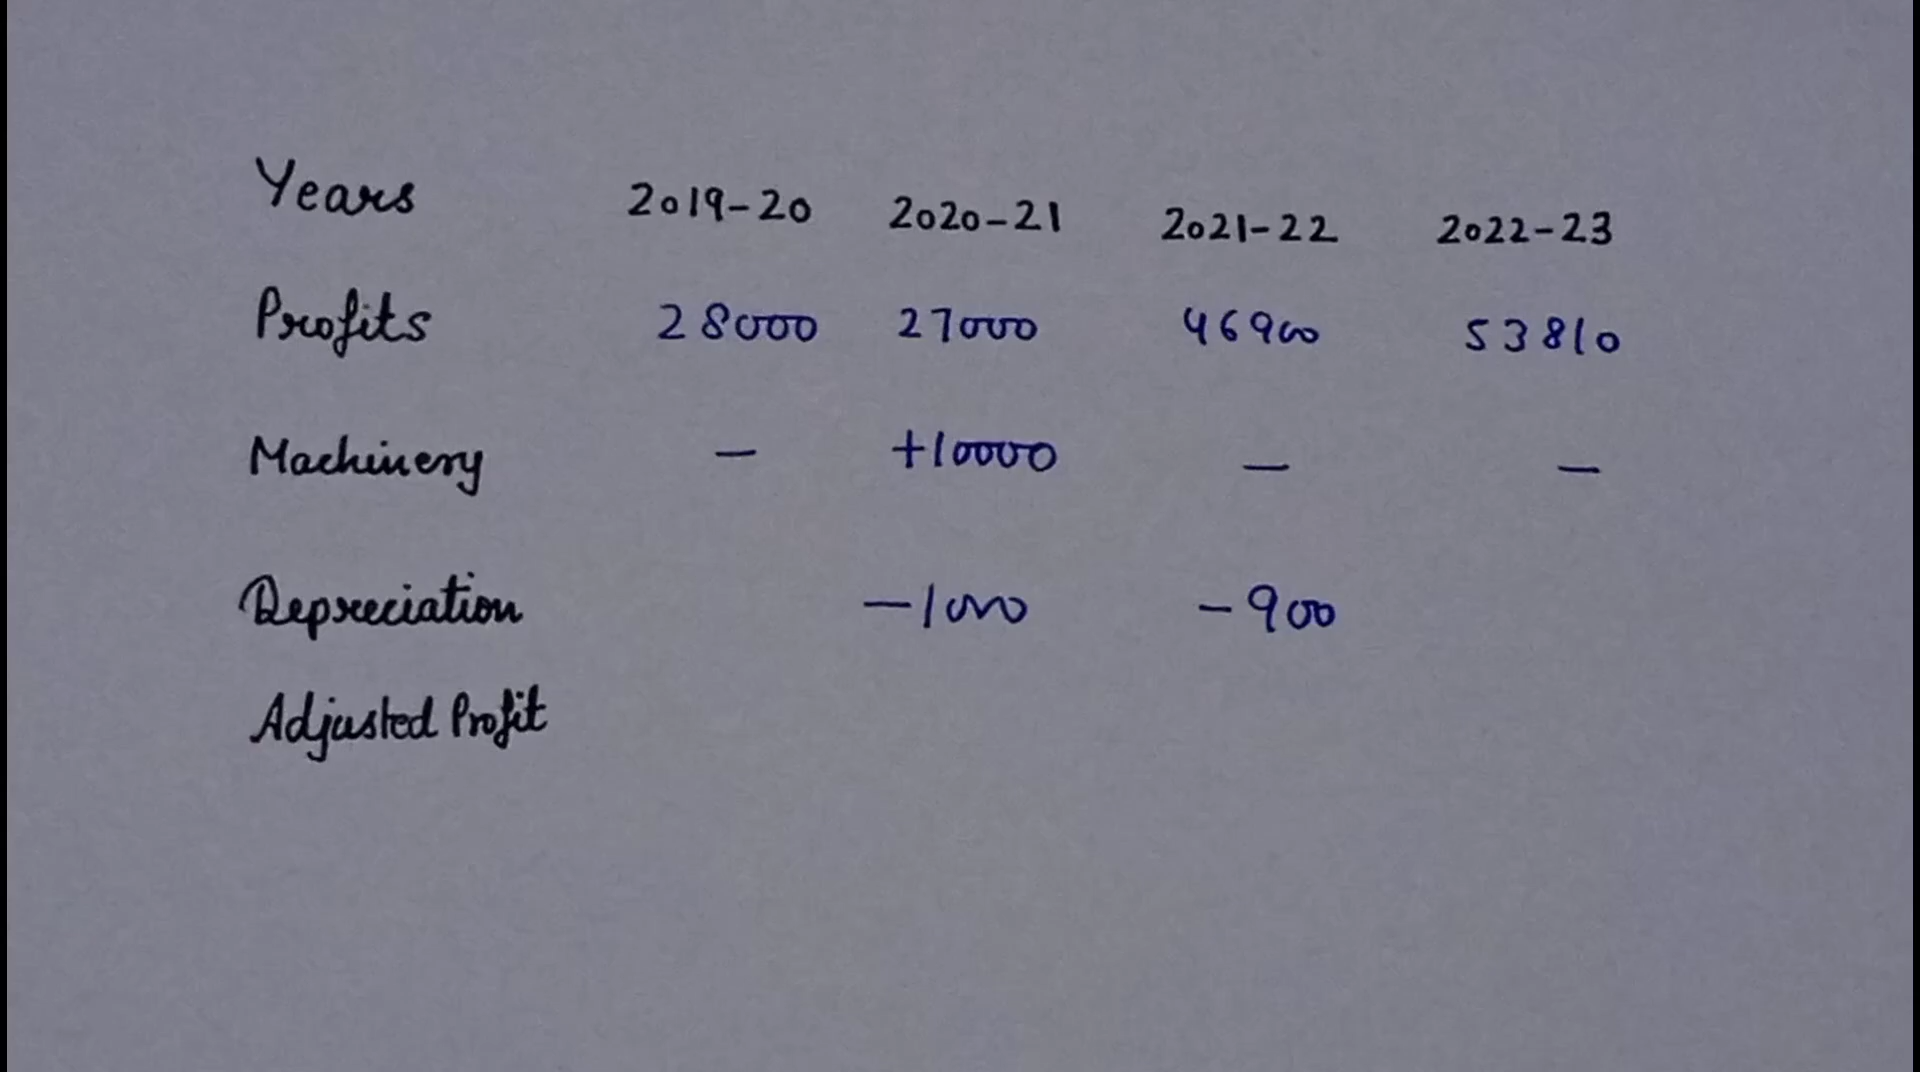 Years 2019-20 2020-21 2021-22 2022-23
Profits 28000 27000 46900 53810
Machinery - +10000 - -
Depreciation -1000 -900
Adjusted Profit